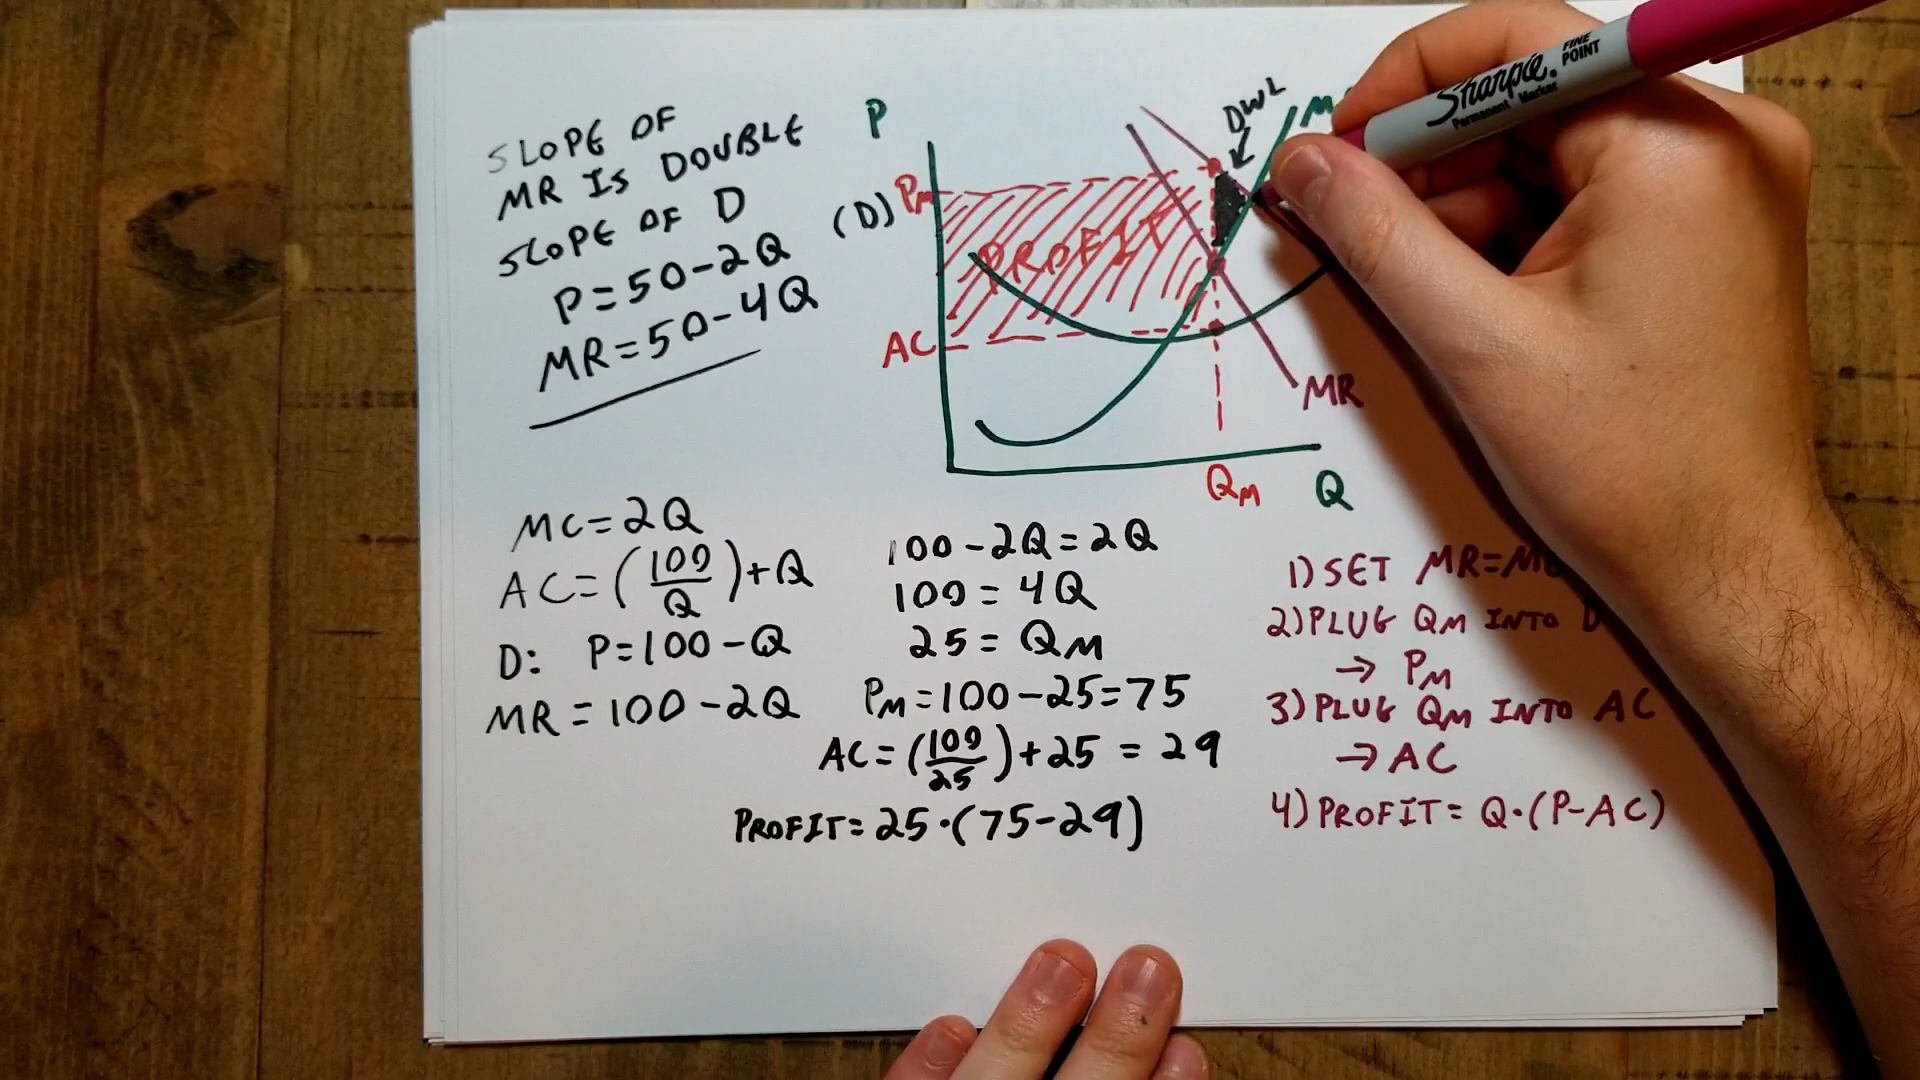 SLOPE OF
MR IS DOUBLE
SLOPE OF D
P=50-2Q
MR=50-4Q
P
(D)
PM
AC
PROFIT
DWL
MR
QM
Q
MC=2Q
AC=(100/Q)+Q
D: P=100-Q
MR=100-2Q
100-2Q=2Q
100=4Q
25=QM
PM=100-25=75
AC=(100/25)+25=29
PROFIT=25·(75-29)
1) SET MR=MC
2) PLUG QM INTO D
→ PM
3) PLUG QM INTO AC
→ AC
4) PROFIT=Q·(P-AC)
Sharpie.
FINE
POINT
Permanent Marker